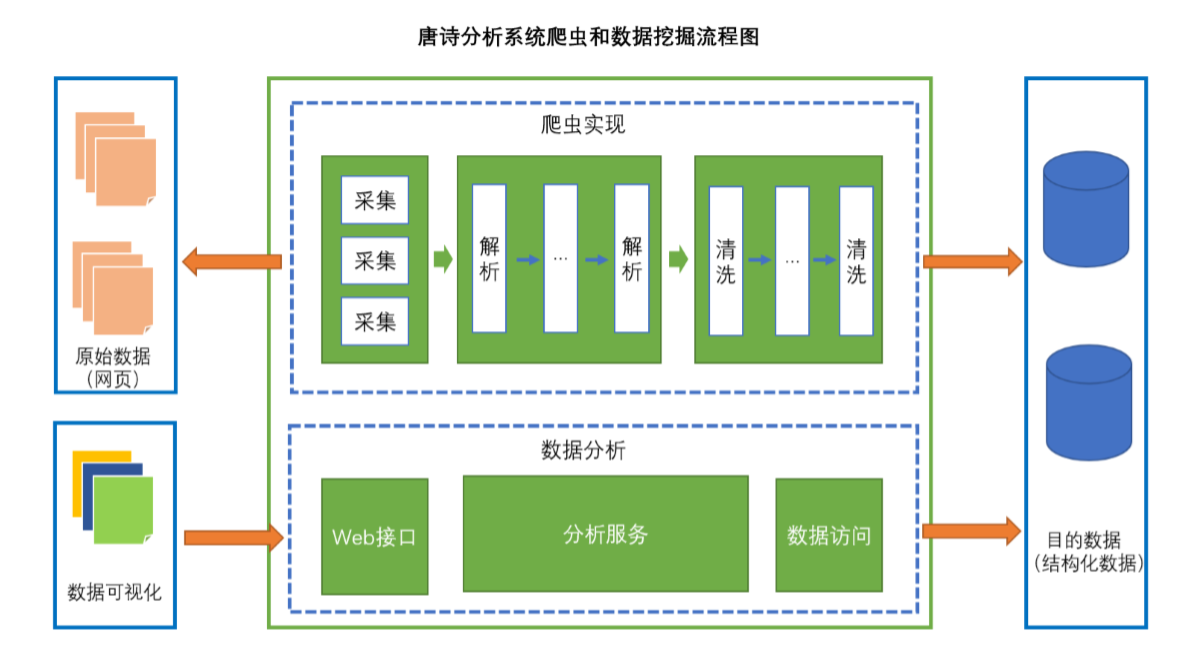 唐诗分析系统爬虫和数据挖掘流程图
原始数据
（网页）
数据可视化
爬虫实现
采集
采集
采集
解析
...
解析
清洗
...
清洗
数据分析
Web接口
分析服务
数据访问
目的数据
（结构化数据）